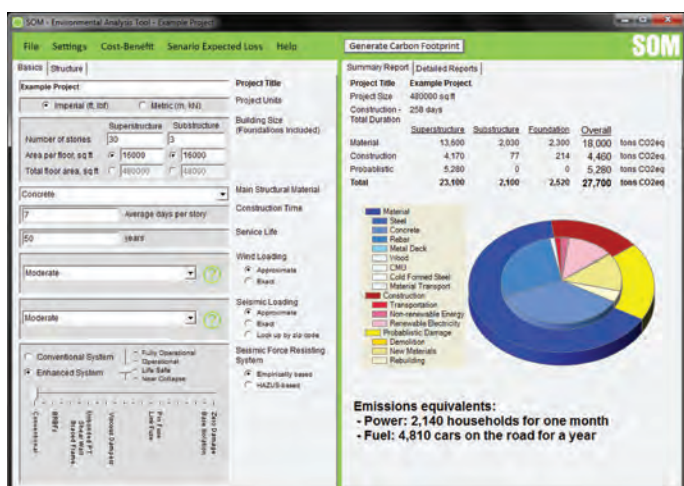 SOM - Environmental Analysis Tool - Example Project
File Settings Cost-Benefit Senario Expected Loss Help
Generate Carbon Footprint
SOM
Basics Structure
Example Project
Project Title
Imperial (ft, lbf) Metric (m, kN)
Project Units
Superstructure Substructure
Building Size
(Foundations Included)
Number of stories 30 3
Area per floor, sq ft 16000 16000
Total floor area, sq ft 480000 48000
Concrete
Main Structural Material
7 Average days per story
Construction Time
50 years
Service Life
Moderate
Wind Loading
Approximate
Exact
Moderate
Seismic Loading
Approximate
Exact
Look up by zip code
Conventional System
Enhanced System
Fully Operational
Operational
Life Safe
Near Collapse
Seismic Force Resisting
System
Empirically based
HAZUS-based
Conventional
BRBFs
Unbonded PT
Shear Wall
Braced Frame
Viscous Damper
Pin Fuse
Link Fuse
Zero Damage
Base Isolation
Summary Report Detailed Reports
Project Title Example Project
Project Size 480000 sq ft
Construction - 258 days
Total Duration
Superstructure Substructure Foundation Overall
Material 13,600 2,030 2,300 18,000 tons CO2eq
Construction 4,170 77 214 4,460 tons CO2eq
Probabilistic 5,280 0 0 5,280 tons CO2eq
Total 23,100 2,100 2,520 27,700 tons CO2eq
Material
Steel
Concrete
Rebar
Metal Deck
Wood
CMU
Cold Formed Steel
Material Transport
Construction
Transportation
Non-renewable Energy
Renewable Electricity
Probabilistic Damage
Demolition
New Materials
Rebuilding
Emissions equivalents:
- Power: 2,140 households for one month
- Fuel: 4,810 cars on the road for a year